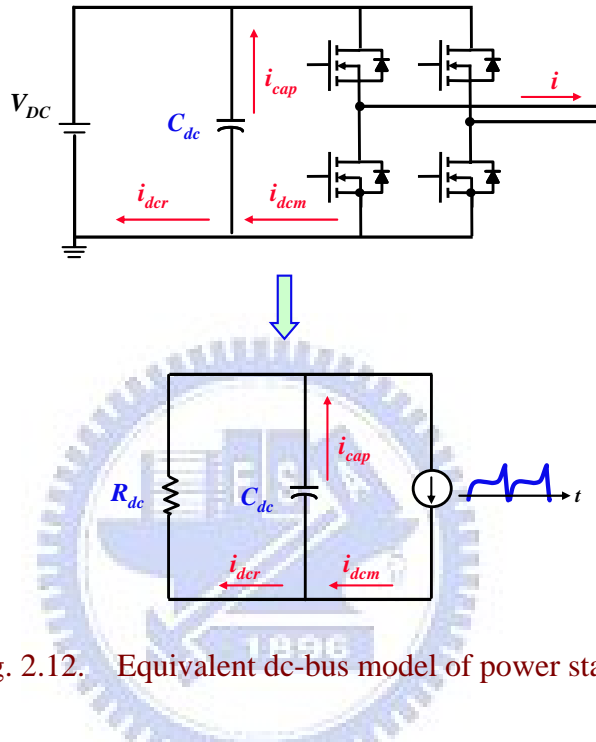 i_cap
i
V_DC
C_dc
i_dcr
i_dcm
i_cap
R_dc
C_dc
t
i_dcr
i_dcm
1896
g. 2.12. Equivalent dc-bus model of power sta